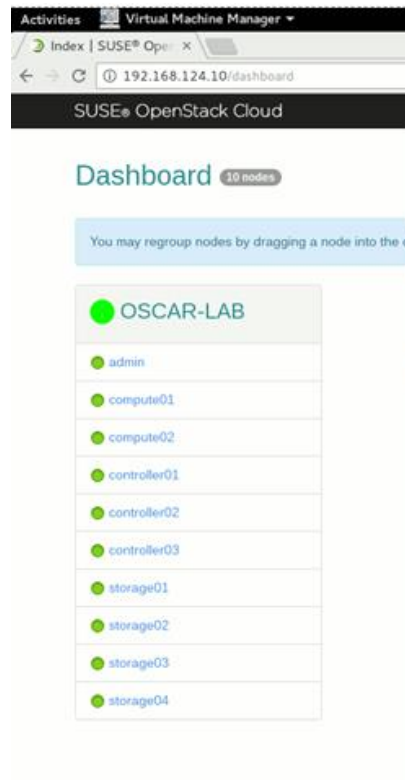 Activities Virtual Machine Manager
Index | SUSE® Ope
192.168.124.10/dashboard
SUSE® OpenStack Cloud
Dashboard 10 nodes
You may regroup nodes by dragging a node into the
OSCAR-LAB
admin
compute01
compute02
controller01
controller02
controller03
storage01
storage02
storage03
storage04